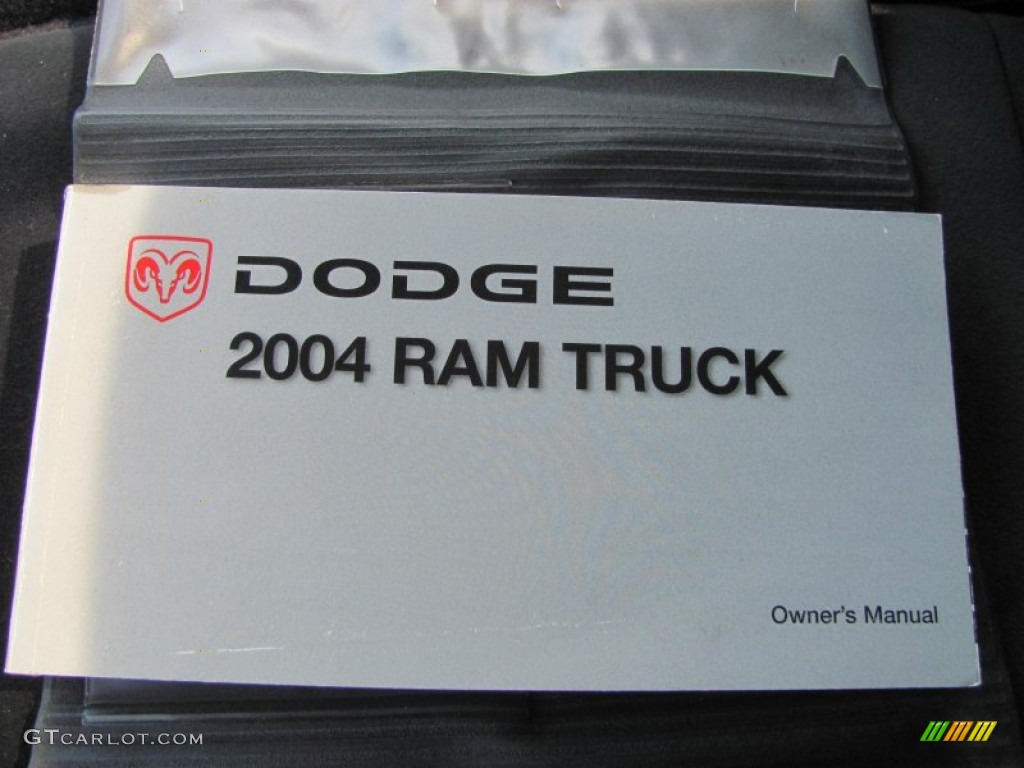 DODGE
2004 RAM TRUCK
Owner's Manual
GTCARLOT.COM